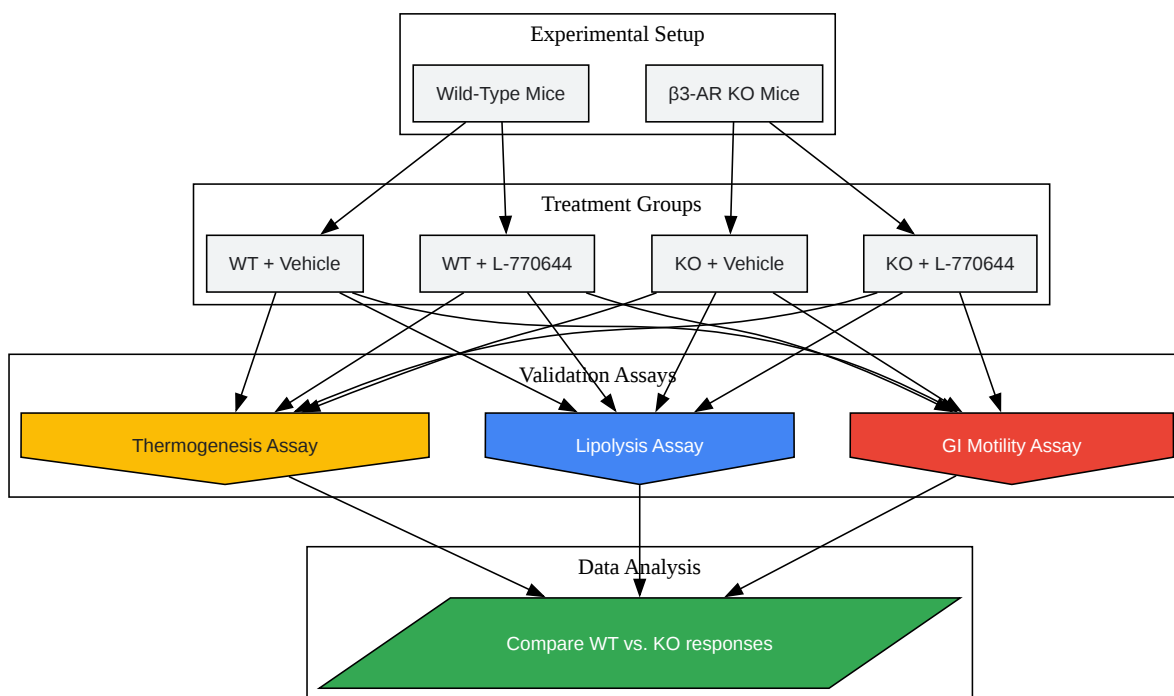 Experimental Setup
Wild-Type Mice
β3-AR KO Mice
Treatment Groups
WT + Vehicle
WT + L-770644
KO + Vehicle
KO + L-770644
Validation Assays
Thermogenesis Assay
Lipolysis Assay
GI Motility Assay
Data Analysis
Compare WT vs. KO responses